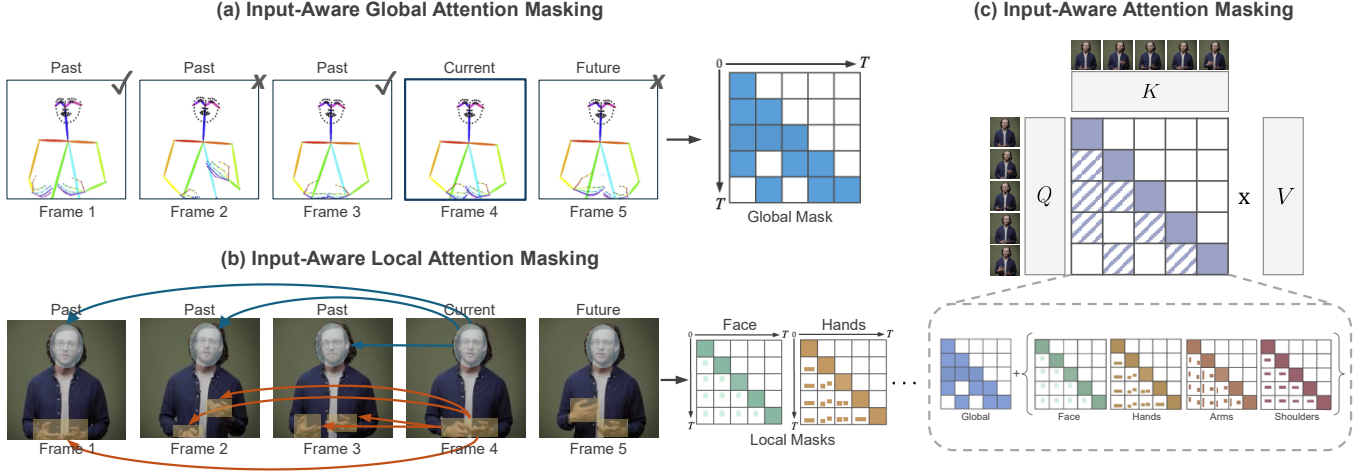 (a) Input-Aware Global Attention Masking
Past
Past
Past
Current
Future
✓
x
✓
x
Frame 1
Frame 2
Frame 3
Frame 4
Frame 5
0
T
T
Global Mask
(b) Input-Aware Local Attention Masking
Past
Past
Past
Current
Future
Frame 1
Frame 2
Frame 3
Frame 4
Frame 5
Face
Hands
0
T
T
0
T
T
Local Masks
. . .
(c) Input-Aware Attention Masking
K
Q
x
V
+
Global
Face
Hands
Arms
Shoulders